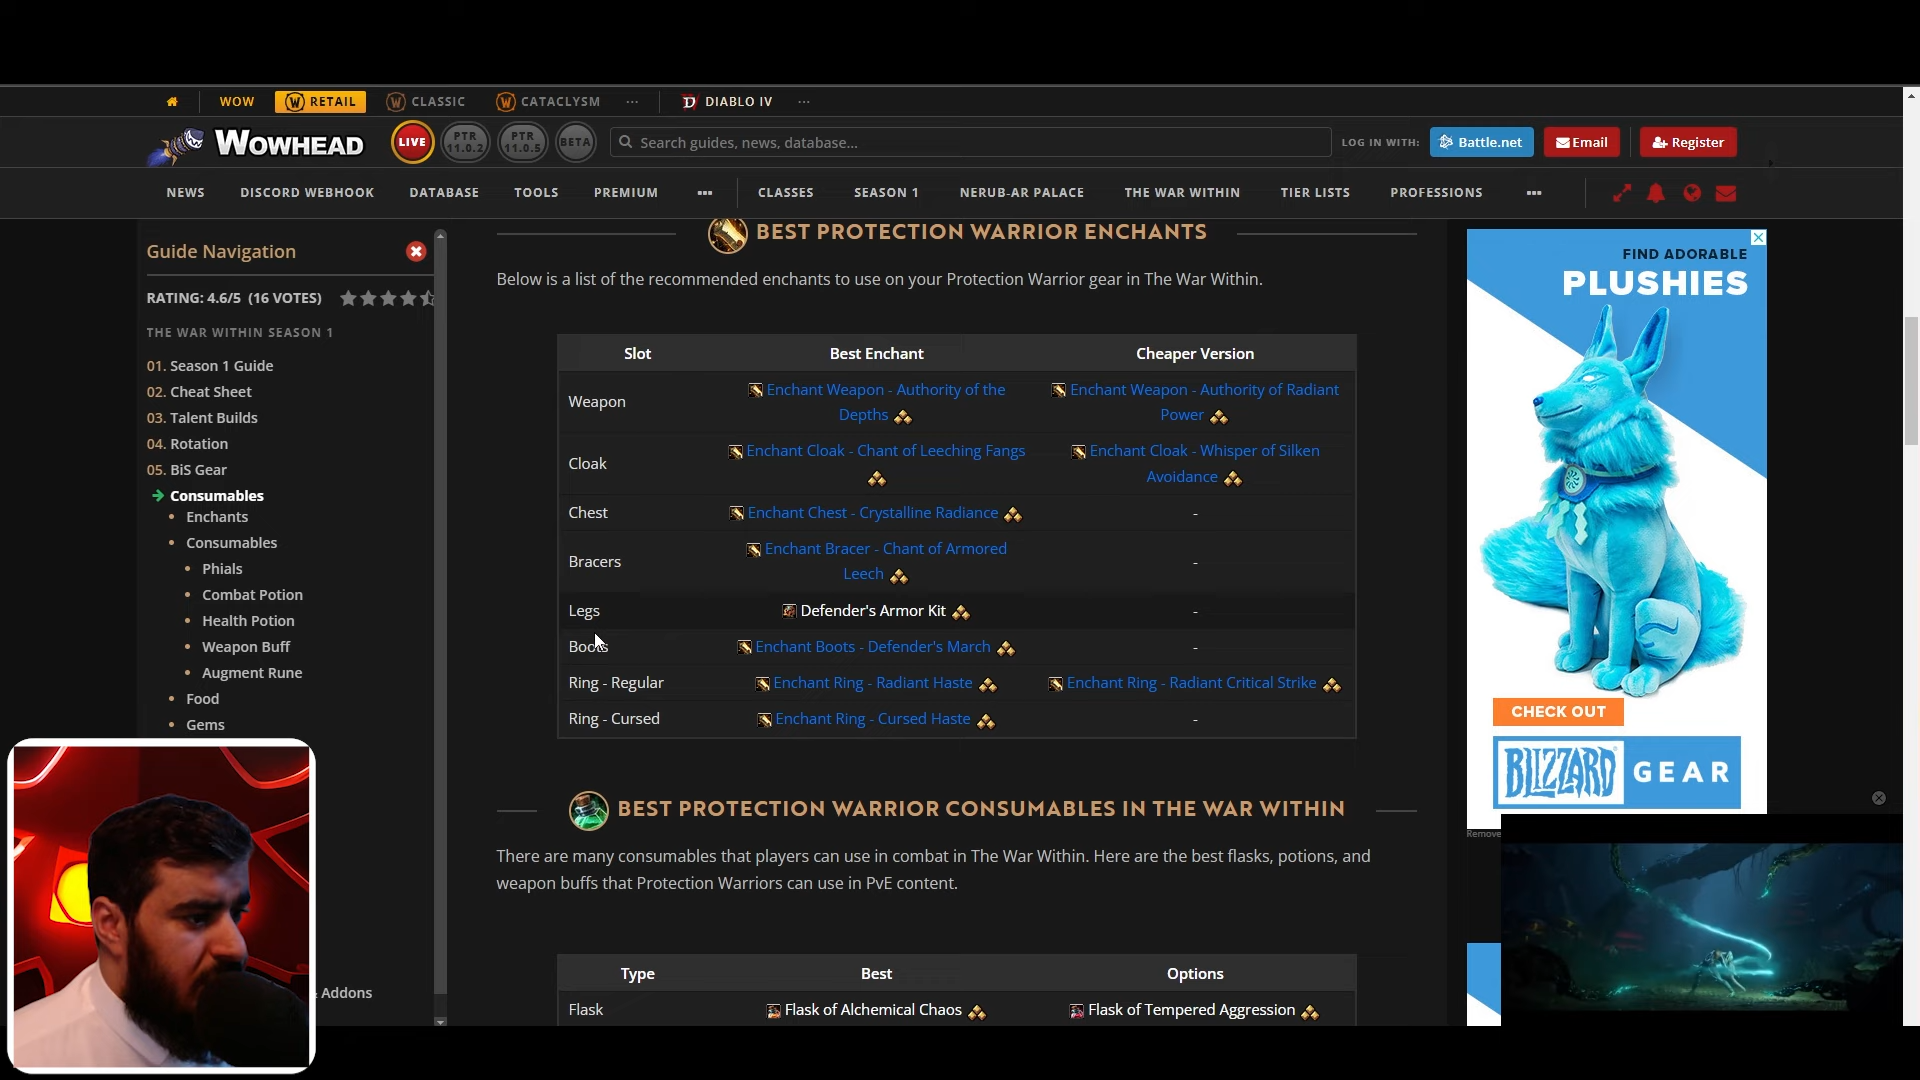 WOW
RETAIL
CLASSIC
CATACLYSM
...
DIABLO IV
...
WOWHEAD
LIVE
PTR
11.0.2
PTR
11.0.5
BETA
Search guides, news, database...
LOG IN WITH:
Battle.net
Email
Register
NEWS
DISCORD WEBHOOK
DATABASE
TOOLS
PREMIUM
...
CLASSES
SEASON 1
NERUB-AR PALACE
THE WAR WITHIN
TIER LISTS
PROFESSIONS
...
Guide Navigation
RATING: 4.6/5 (16 VOTES)
THE WAR WITHIN SEASON 1
01. Season 1 Guide
02. Cheat Sheet
03. Talent Builds
04. Rotation
05. BiS Gear
Consumables
• Enchants
• Consumables
• Phials
• Combat Potion
• Health Potion
• Weapon Buff
• Augment Rune
• Food
• Gems
& Addons
BEST PROTECTION WARRIOR ENCHANTS
Below is a list of the recommended enchants to use on your Protection Warrior gear in The War Within.
Slot Best Enchant Cheaper Version
Weapon Enchant Weapon - Authority of the Depths Enchant Weapon - Authority of Radiant Power
Cloak Enchant Cloak - Chant of Leeching Fangs Enchant Cloak - Whisper of Silken Avoidance
Chest Enchant Chest - Crystalline Radiance -
Bracers Enchant Bracer - Chant of Armored Leech -
Legs Defender's Armor Kit -
Boots Enchant Boots - Defender's March -
Ring - Regular Enchant Ring - Radiant Haste Enchant Ring - Radiant Critical Strike
Ring - Cursed Enchant Ring - Cursed Haste -
BEST PROTECTION WARRIOR CONSUMABLES IN THE WAR WITHIN
There are many consumables that players can use in combat in The War Within. Here are the best flasks, potions, and
weapon buffs that Protection Warriors can use in PvE content.
Type Best Options
Flask Flask of Alchemical Chaos Flask of Tempered Aggression
FIND ADORABLE
PLUSHIES
CHECK OUT
BLIZZARD GEAR
Remove